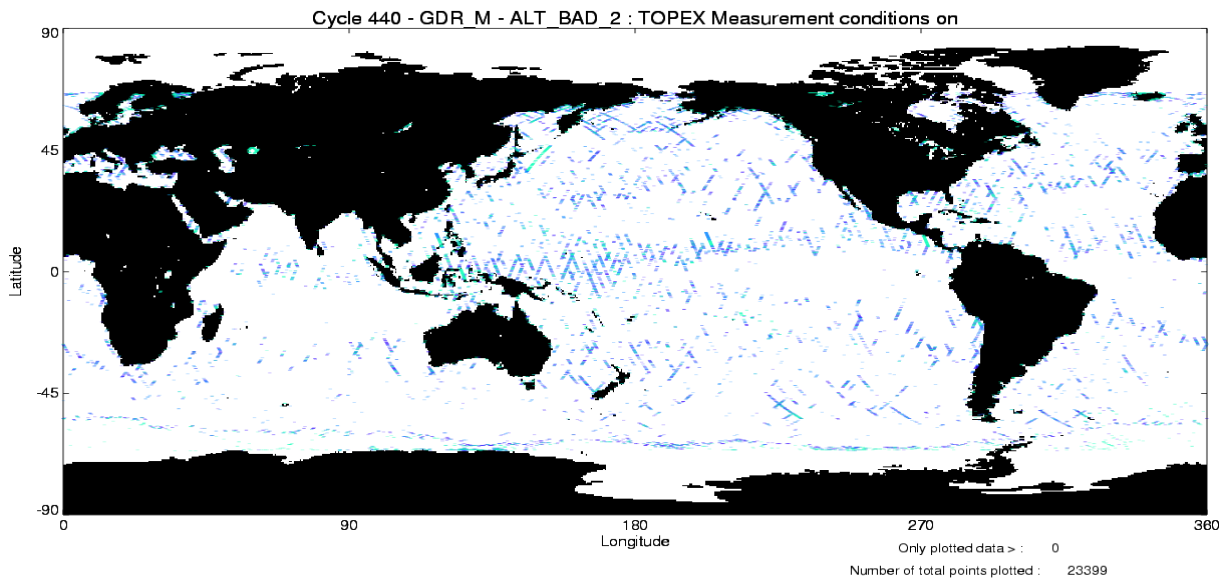 Cycle 440 - GDR_M - ALT_BAD_2 : TOPEX Measurement conditions on
90
45
0
-45
-90
Latitude
0 90 180 270 360
Longitude
Only plotted data > : 0
Number of total points plotted : 23399